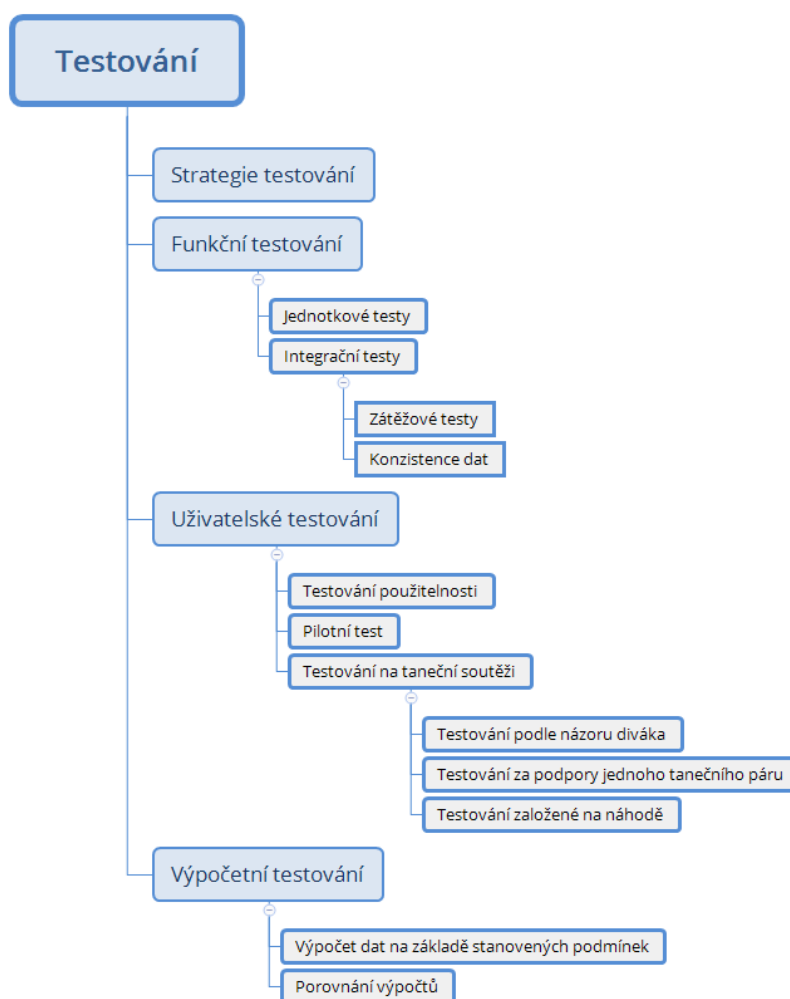 Testování
Strategie testování
Funkční testování
Jednotkové testy
Integrační testy
Zátěžové testy
Konzistence dat
Uživatelské testování
Testování použitelnosti
Pilotní test
Testování na taneční soutěži
Testování podle názoru diváka
Testování za podpory jednoho tanečního páru
Testování založené na náhodě
Výpočetní testování
Výpočet dat na základě stanovených podmínek
Porovnání výpočtů